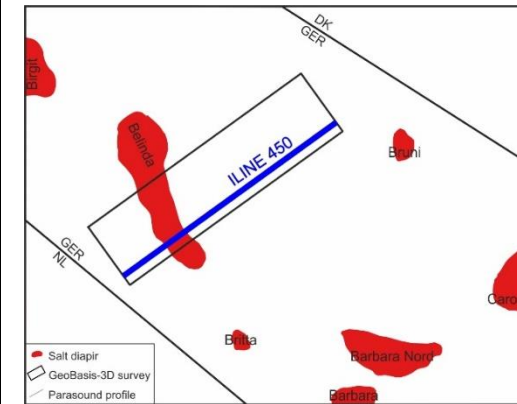 DK
GER
Birgit
Belinda
ILINE 450
Bruni
GER
NL
Caro
Britta
Barbara Nord
Barbara
Salt diapir
GeoBasis-3D survey
Parasound profile